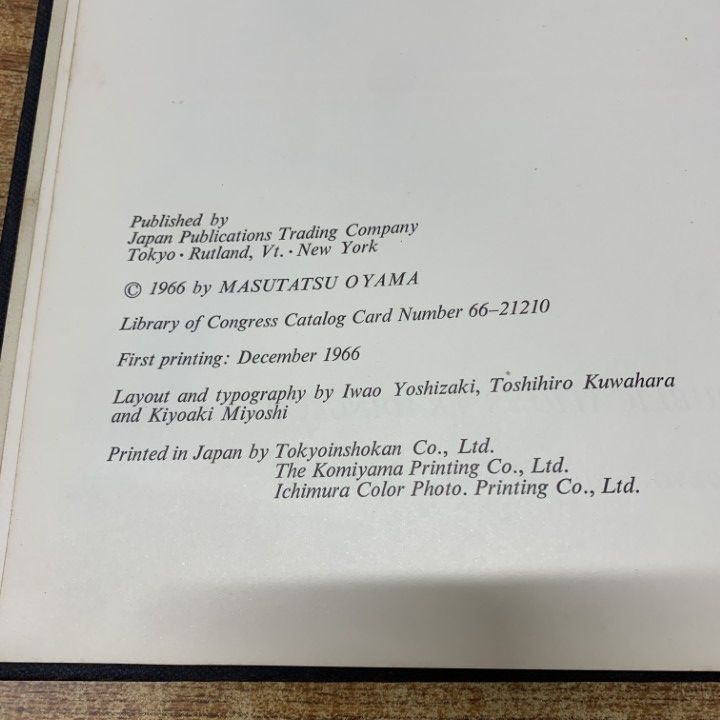 Published by
Japan Publications Trading Company
Tokyo · Rutland, Vt. · New York
© 1966 by MASUTATSU OYAMA
Library of Congress Catalog Card Number 66–21210
First printing: December 1966
Layout and typography by Iwao Yoshizaki, Toshihiro Kuwahara
and Kiyoaki Miyoshi
Printed in Japan by Tokyoinshokan Co., Ltd.
The Komiyama Printing Co., Ltd.
Ichimura Color Photo. Printing Co., Ltd.